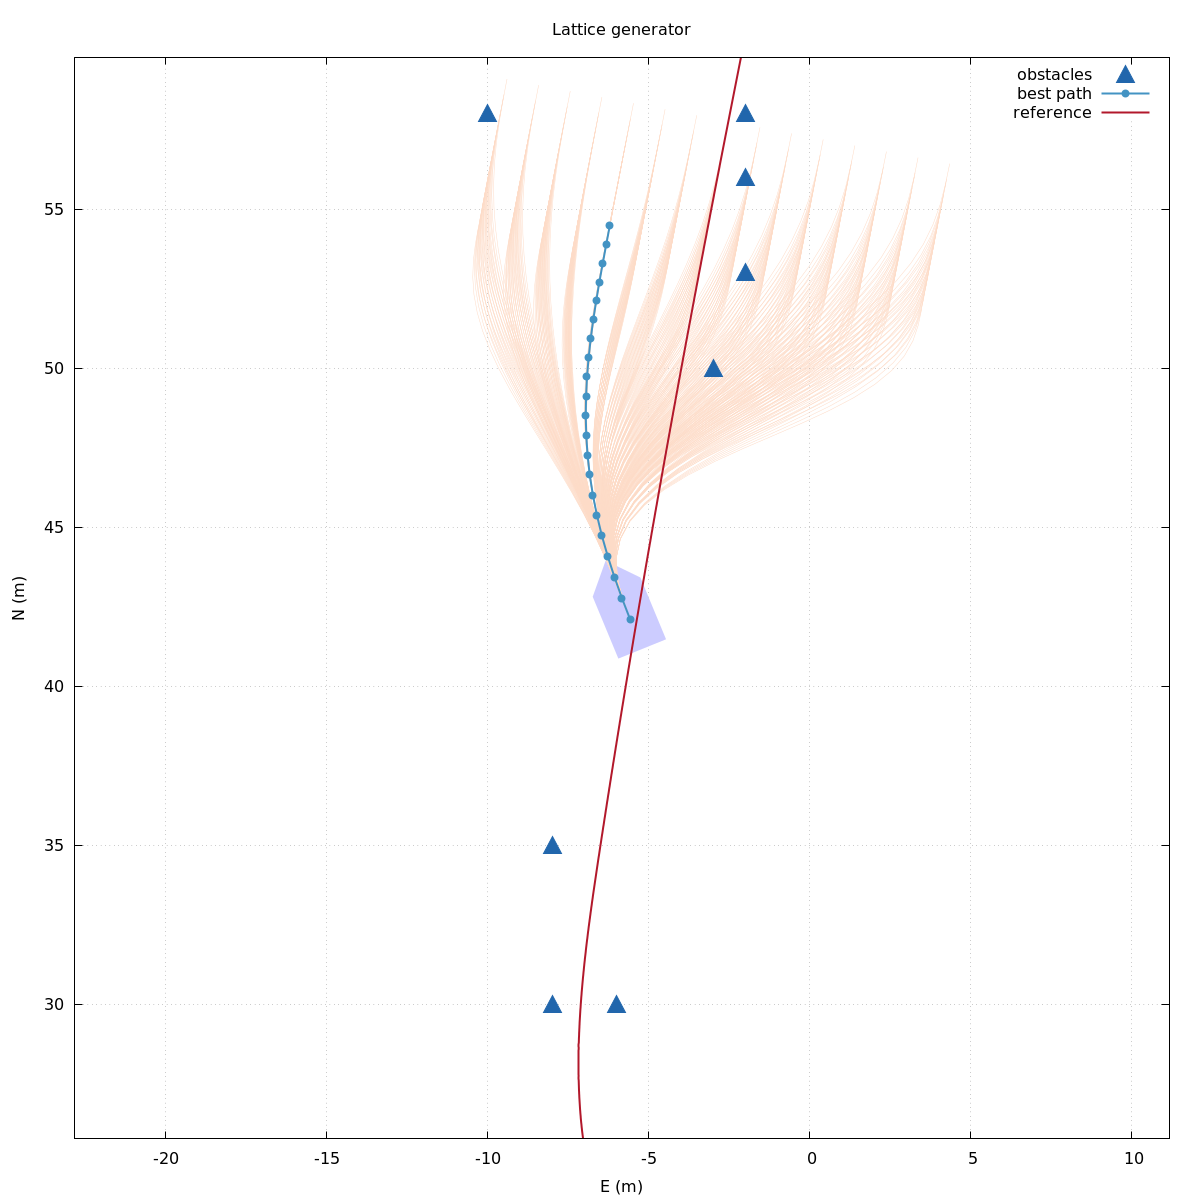 Lattice generator
obstacles
best path
reference
55
50
45
40
35
30
N (m)
-20 -15 -10 -5 0 5 10
E (m)